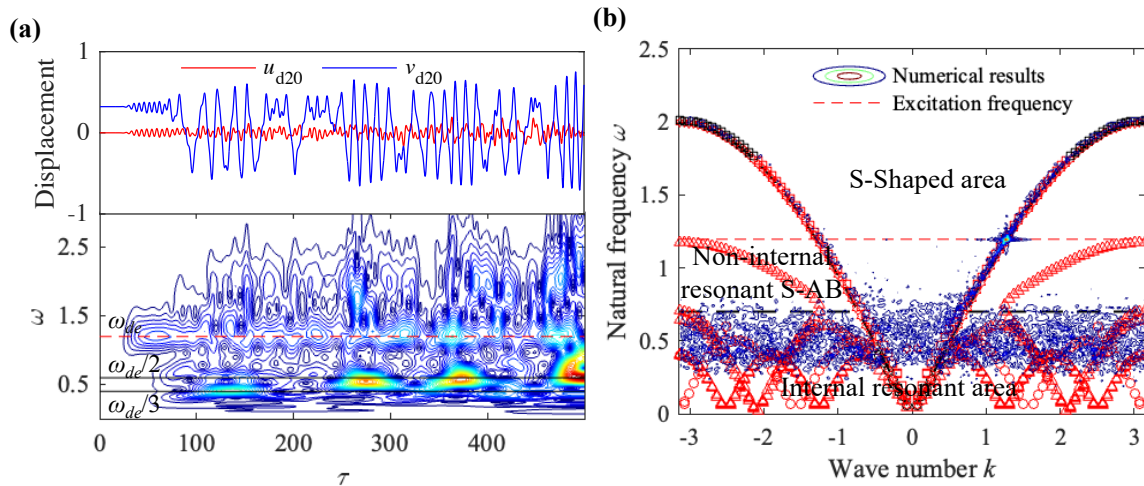 (a)
1
u_d20
v_d20
0
Displacement
-1
2.5
ω_de
1.5
ω
ω_de/2
0.5
ω_de/3
0 100 200 300 400
τ
(b)
2.5
Numerical results
Excitation frequency
2
S-Shaped area
1.5
Natural frequency ω
1
Non-internal
resonant S-AB
0.5
Internal resonant area
0
-3 -2 -1 0 1 2 3
Wave number k